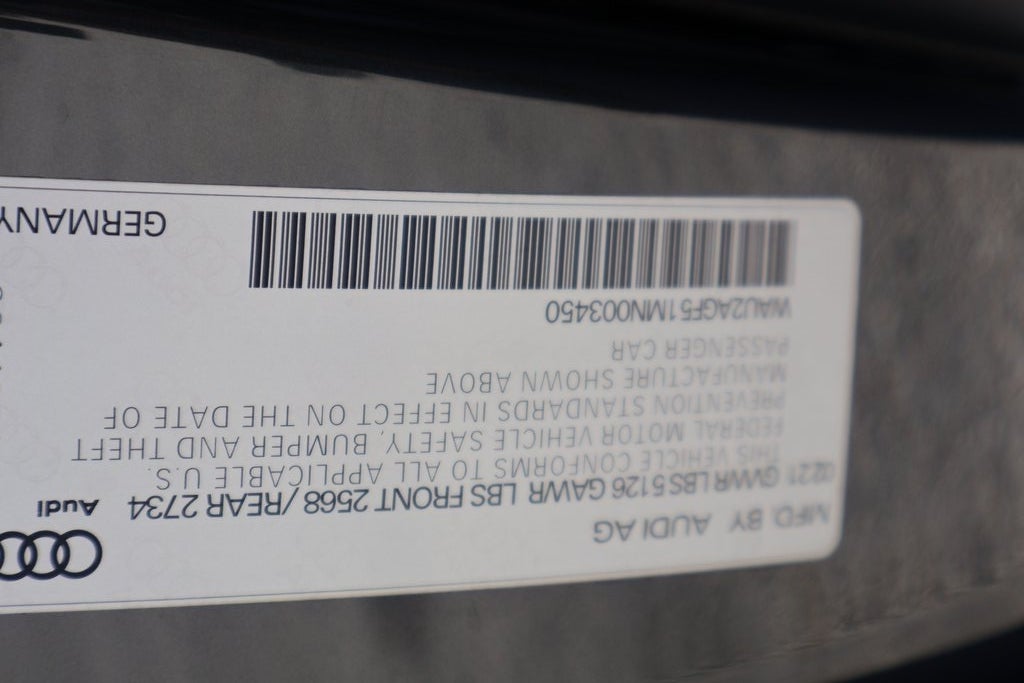 MFD. BY AUDI AG
0221 GVWR LBS 5126 GAWR LBS FRONT 2568 / REAR 2734
Audi
THIS VEHICLE CONFORMS TO ALL APPLICABLE U.S.
FEDERAL MOTOR VEHICLE SAFETY, BUMPER AND THEFT
PREVENTION STANDARDS IN EFFECT ON THE DATE OF
MANUFACTURE SHOWN ABOVE
PASSENGER CAR
WAU2AGF51MN003450
GERMANY